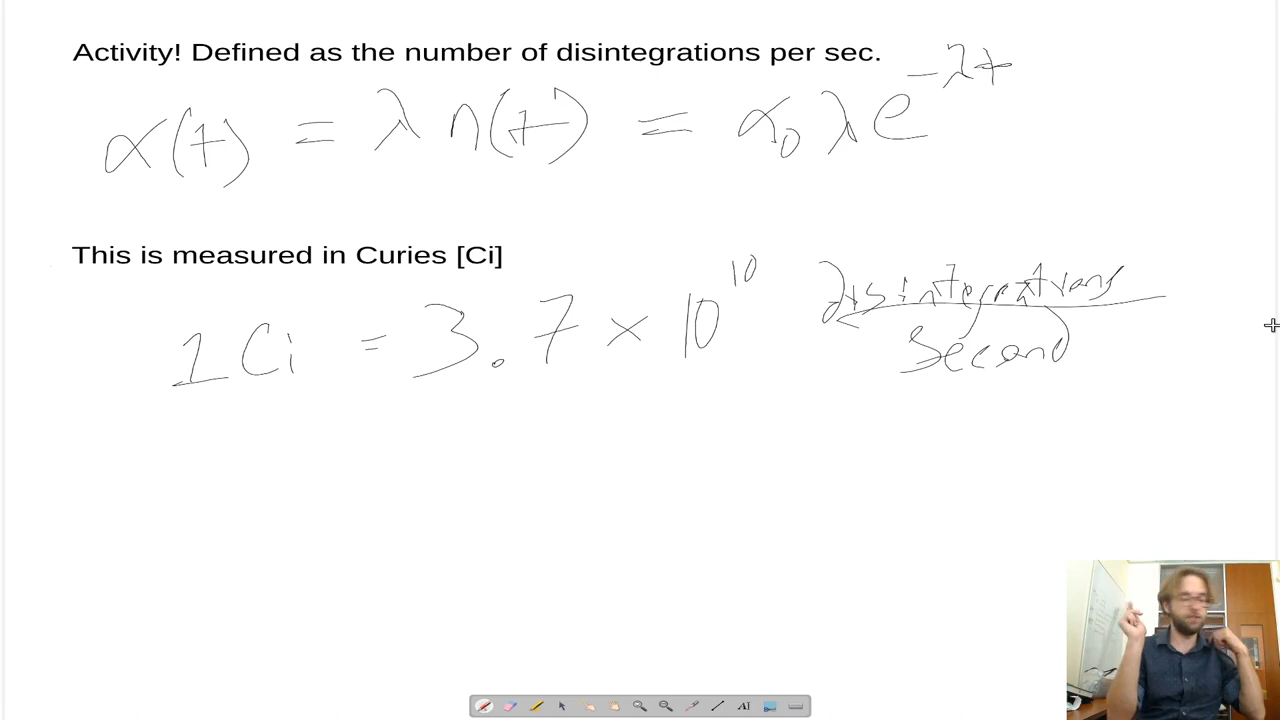 Activity! Defined as the number of disintegrations per sec.
α(t) = λ n(t) = α₀ λ e^(-λt)
This is measured in Curies [Ci]
1 Ci = 3.7 × 10^10 disintegrations / second